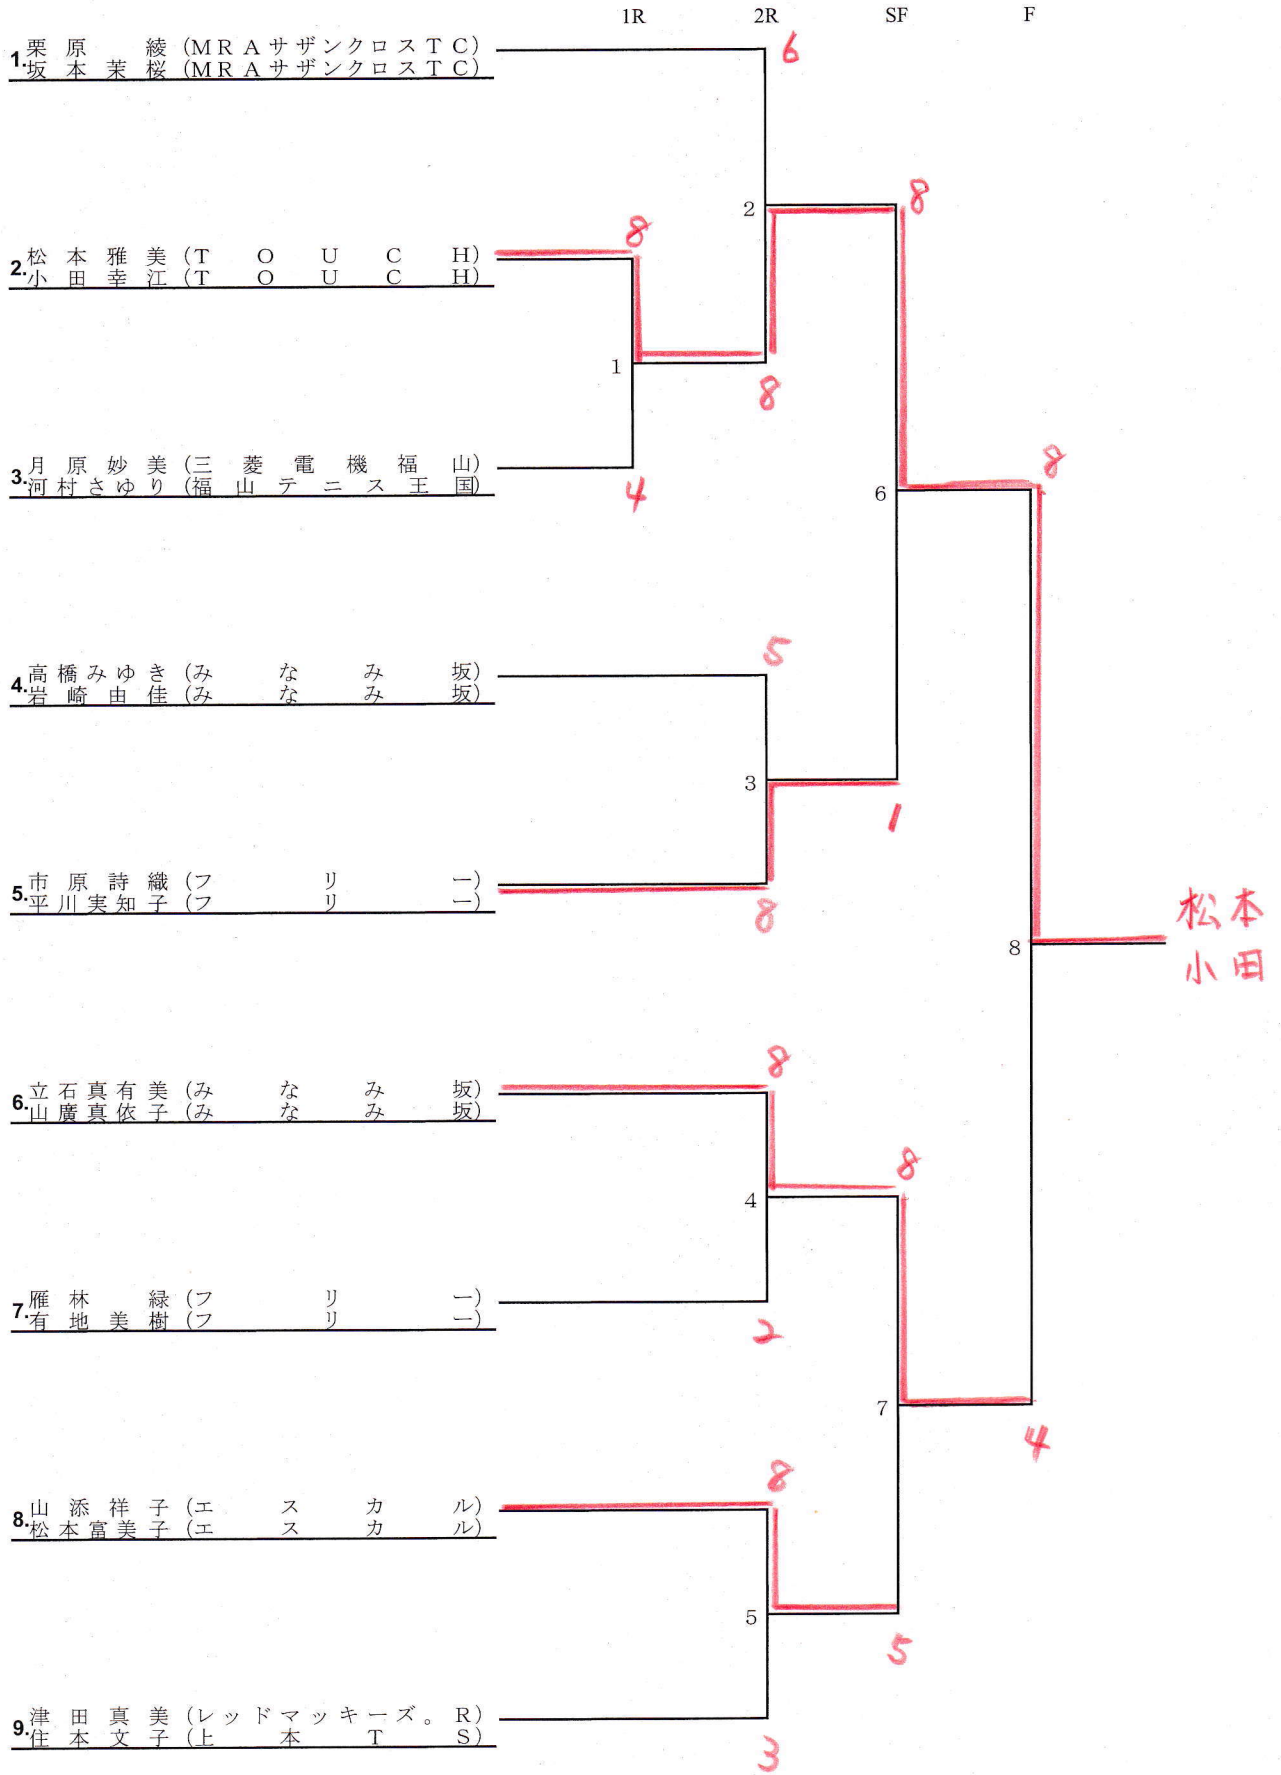 1R 2R SF F
6
1. 栗原 綾 (MRAサザンクロスTC)
坂本茉桜 (MRAサザンクロスTC)
8
2
8
2. 松本雅美 (TOUCH)
小田幸江 (TOUCH)
1
8
3. 月原妙美 (三菱電機福山)
河村さゆり (福山テニス王国)
4
8
6
5
4. 高橋みゆき (みなみ坂)
岩崎由佳 (みなみ坂)
3
1
5. 市原詩織 (フリー)
平川実知子 (フリー)
8
松本
8
小田
8
6. 立石真有美 (みなみ坂)
山廣真依子 (みなみ坂)
8
4
7. 雁林 緑 (フリー)
有地美樹 (フリー)
2
7
4
8
8. 山添祥子 (エスカル)
松本富美子 (エスカル)
5
5
9. 津田真美 (レッドマッキーズ。R)
住本文子 (上本TS)
3